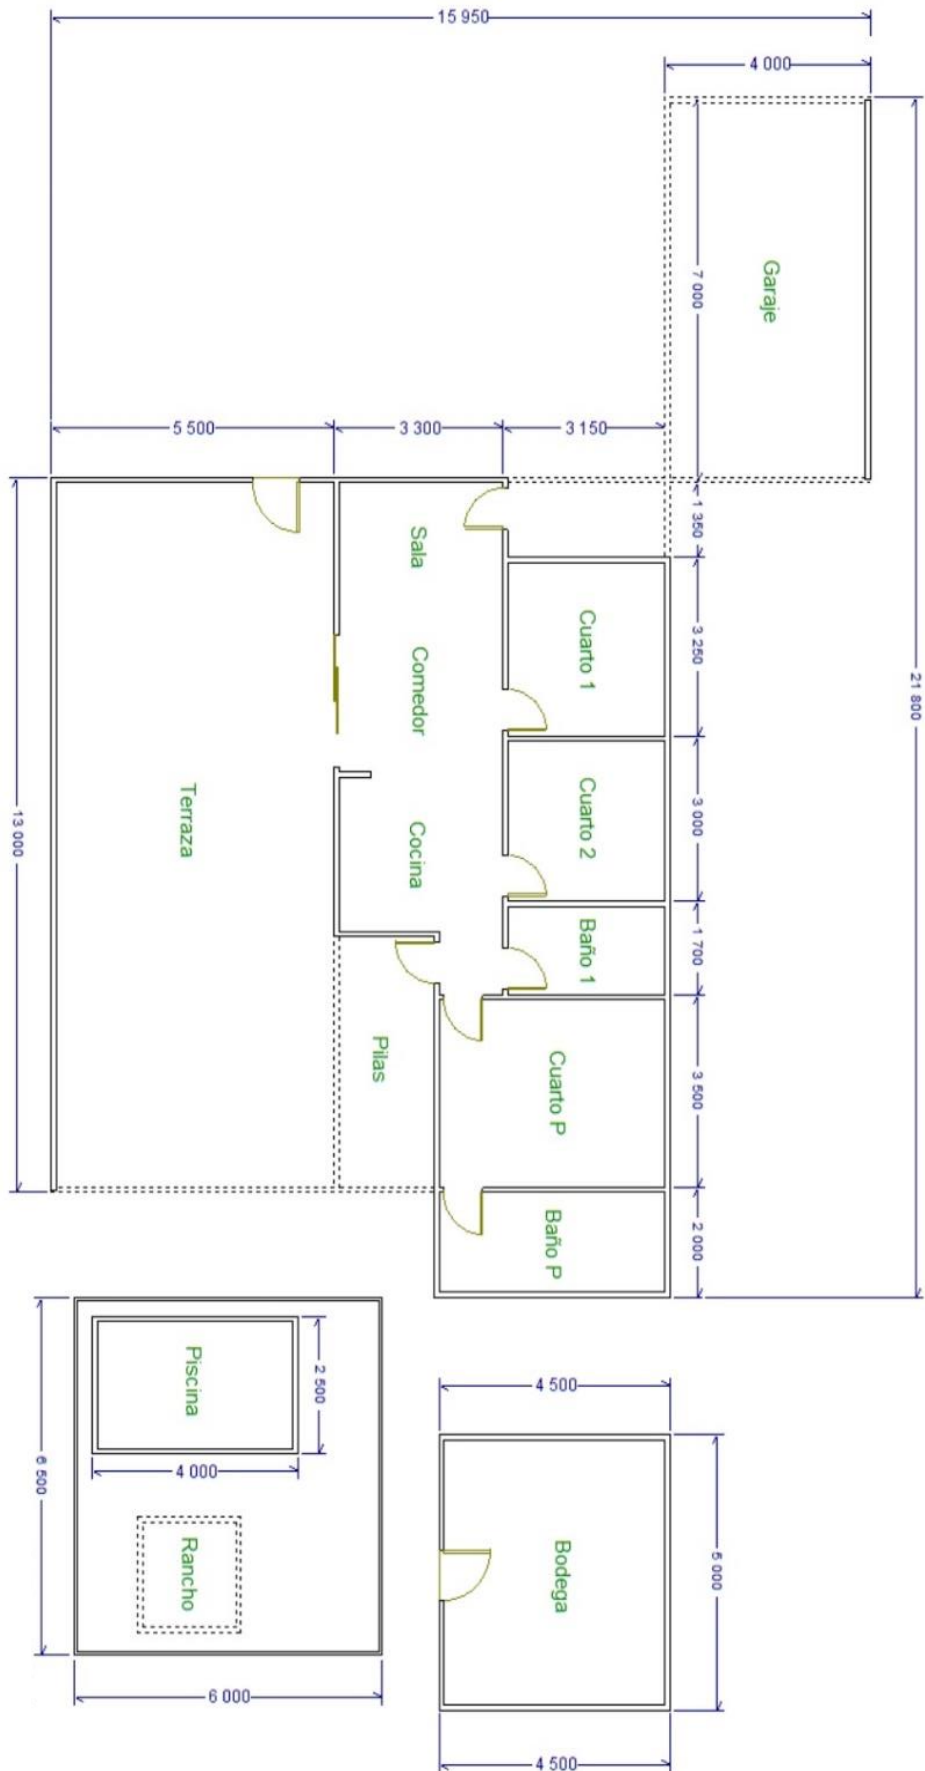 15 950
4 000
Garaje
7 000
21 800
5 500
3 300
3 150
1 350
Sala
Cuarto 1
3 250
Comedor
Cuarto 2
3 000
Terraza
13 000
Cocina
Baño 1
1 700
Pilas
Cuarto P
3 500
Baño P
2 000
Piscina
2 500
4 000
6 500
Rancho
6 000
4 500
Bodega
5 000
4 500